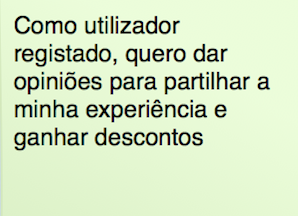 Como utilizador
registado, quero dar
opiniões para partilhar a
minha experiência e
ganhar descontos